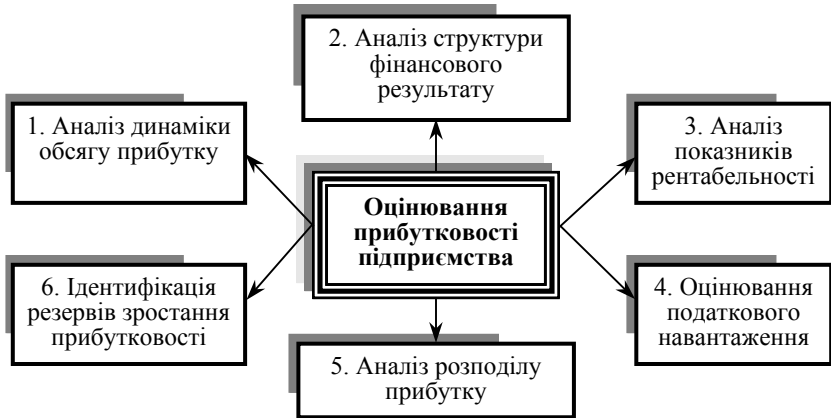 2. Аналіз структури
фінансового
результату
1. Аналіз динаміки
обсягу прибутку
3. Аналіз
показників
рентабельності
Оцінювання
прибутковості
підприємства
6. Ідентифікація
резервів зростання
прибутковості
4. Оцінювання
податкового
навантаження
5. Аналіз розподілу
прибутку